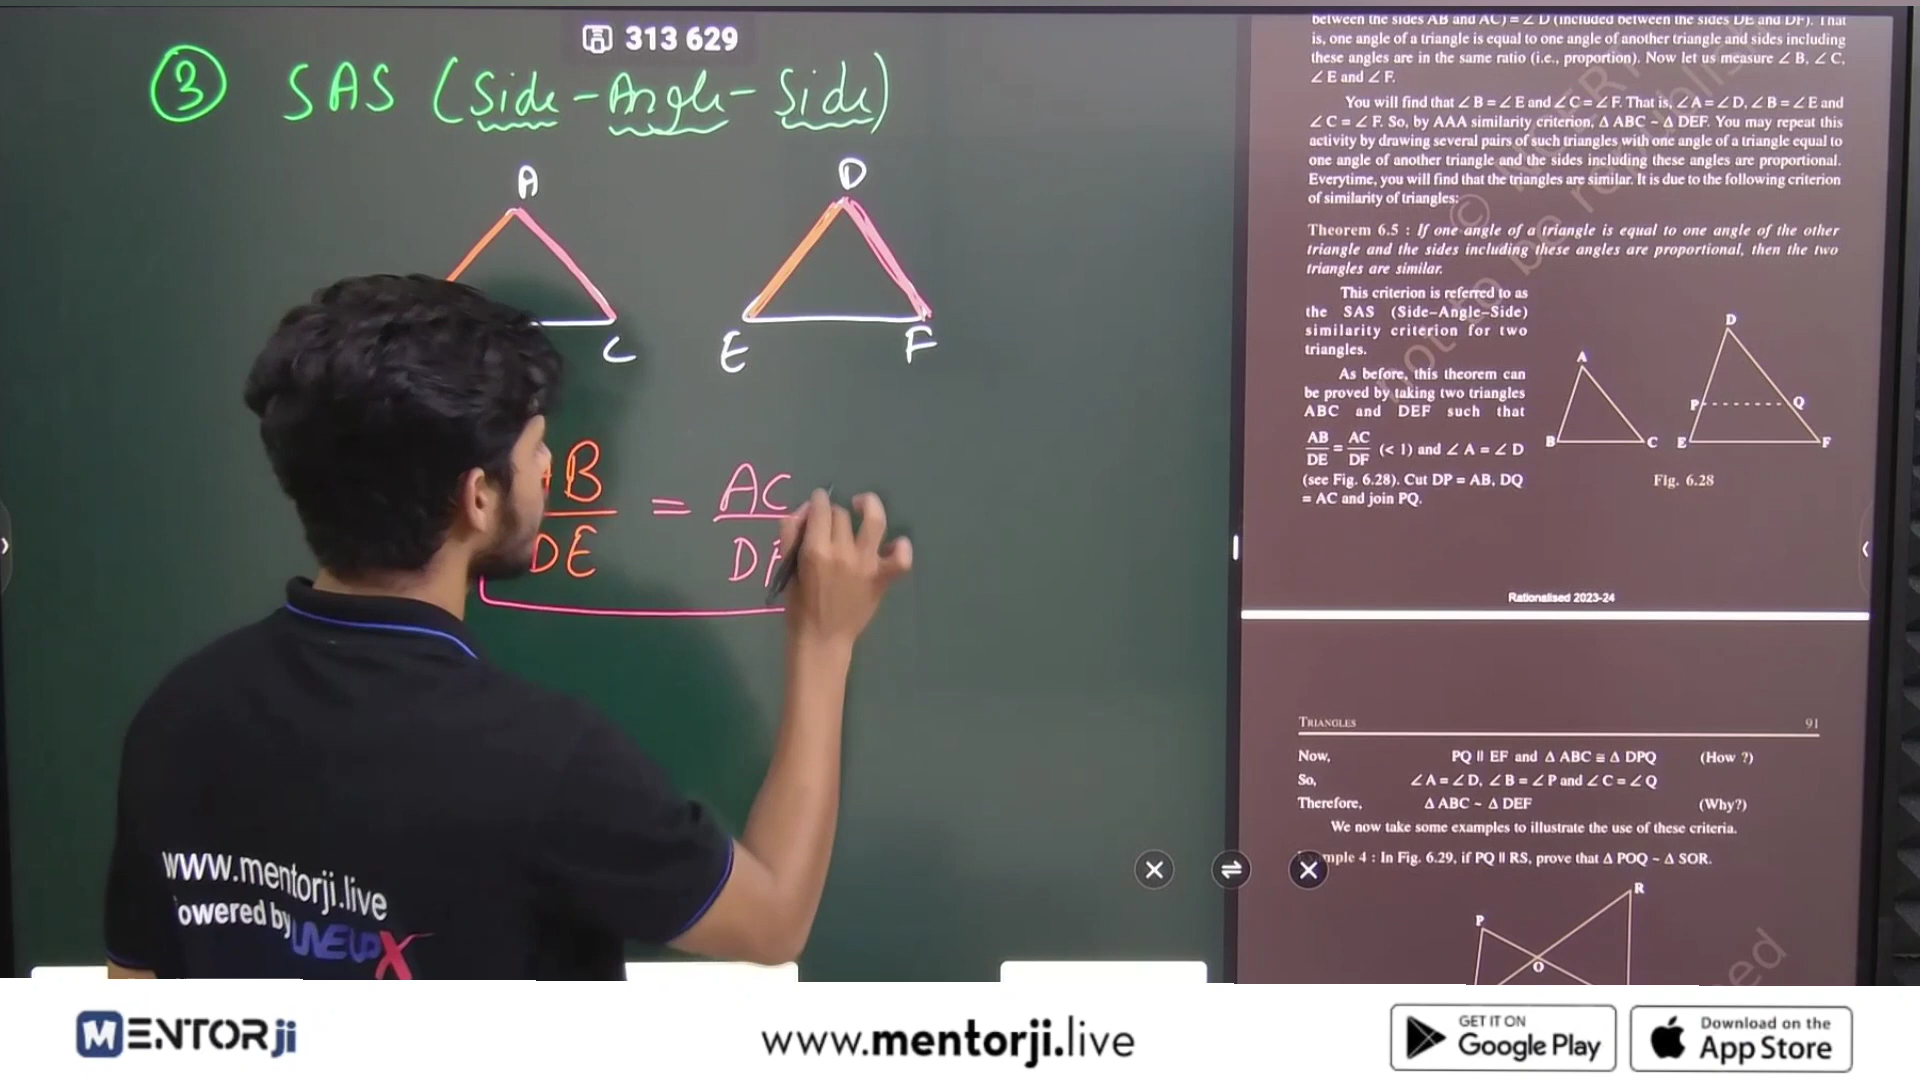 313 629
3 SAS (Side-Angle-Side)
A
D
C
E
F
B
DE
=
AC
D
between the sides AB and AC) = ∠ D (included between the sides DE and DF). That
is, one angle of a triangle is equal to one angle of another triangle and sides including
these angles are in the same ratio (i.e., proportion). Now let us measure ∠ B, ∠ C,
∠ E and ∠ F.
You will find that ∠ B = ∠ E and ∠ C = ∠ F. That is, ∠ A = ∠ D, ∠ B = ∠ E and
∠ C = ∠ F. So, by AAA similarity criterion, Δ ABC ~ Δ DEF. You may repeat this
activity by drawing several pairs of such triangles with one angle of a triangle equal to
one angle of another triangle and the sides including these angles are proportional.
Everytime, you will find that the triangles are similar. It is due to the following criterion
of similarity of triangles:
Theorem 6.5 : If one angle of a triangle is equal to one angle of the other
triangle and the sides including these angles are proportional, then the two
triangles are similar.
This criterion is referred to as
the SAS (Side–Angle–Side)
similarity criterion for two
triangles.
As before, this theorem can
be proved by taking two triangles
ABC and DEF such that
AB/DE = AC/DF (< 1) and ∠ A = ∠ D
(see Fig. 6.28). Cut DP = AB, DQ
= AC and join PQ.
A
B
C
D
P
Q
E
F
Fig. 6.28
Rationalised 2023-24
TRIANGLES 91
Now, PQ || EF and Δ ABC ≅ Δ DPQ (How ?)
So, ∠ A = ∠ D, ∠ B = ∠ P and ∠ C = ∠ Q
Therefore, Δ ABC ~ Δ DEF (Why?)
We now take some examples to illustrate the use of these criteria.
mple 4 : In Fig. 6.29, if PQ || RS, prove that Δ POQ ~ Δ SOR.
P
R
O
© NCERT
not to be republished
www.mentorji.live
owered by
LINEUPX
MENTORji
www.mentorji.live
GET IT ON
Google Play
Download on the
App Store